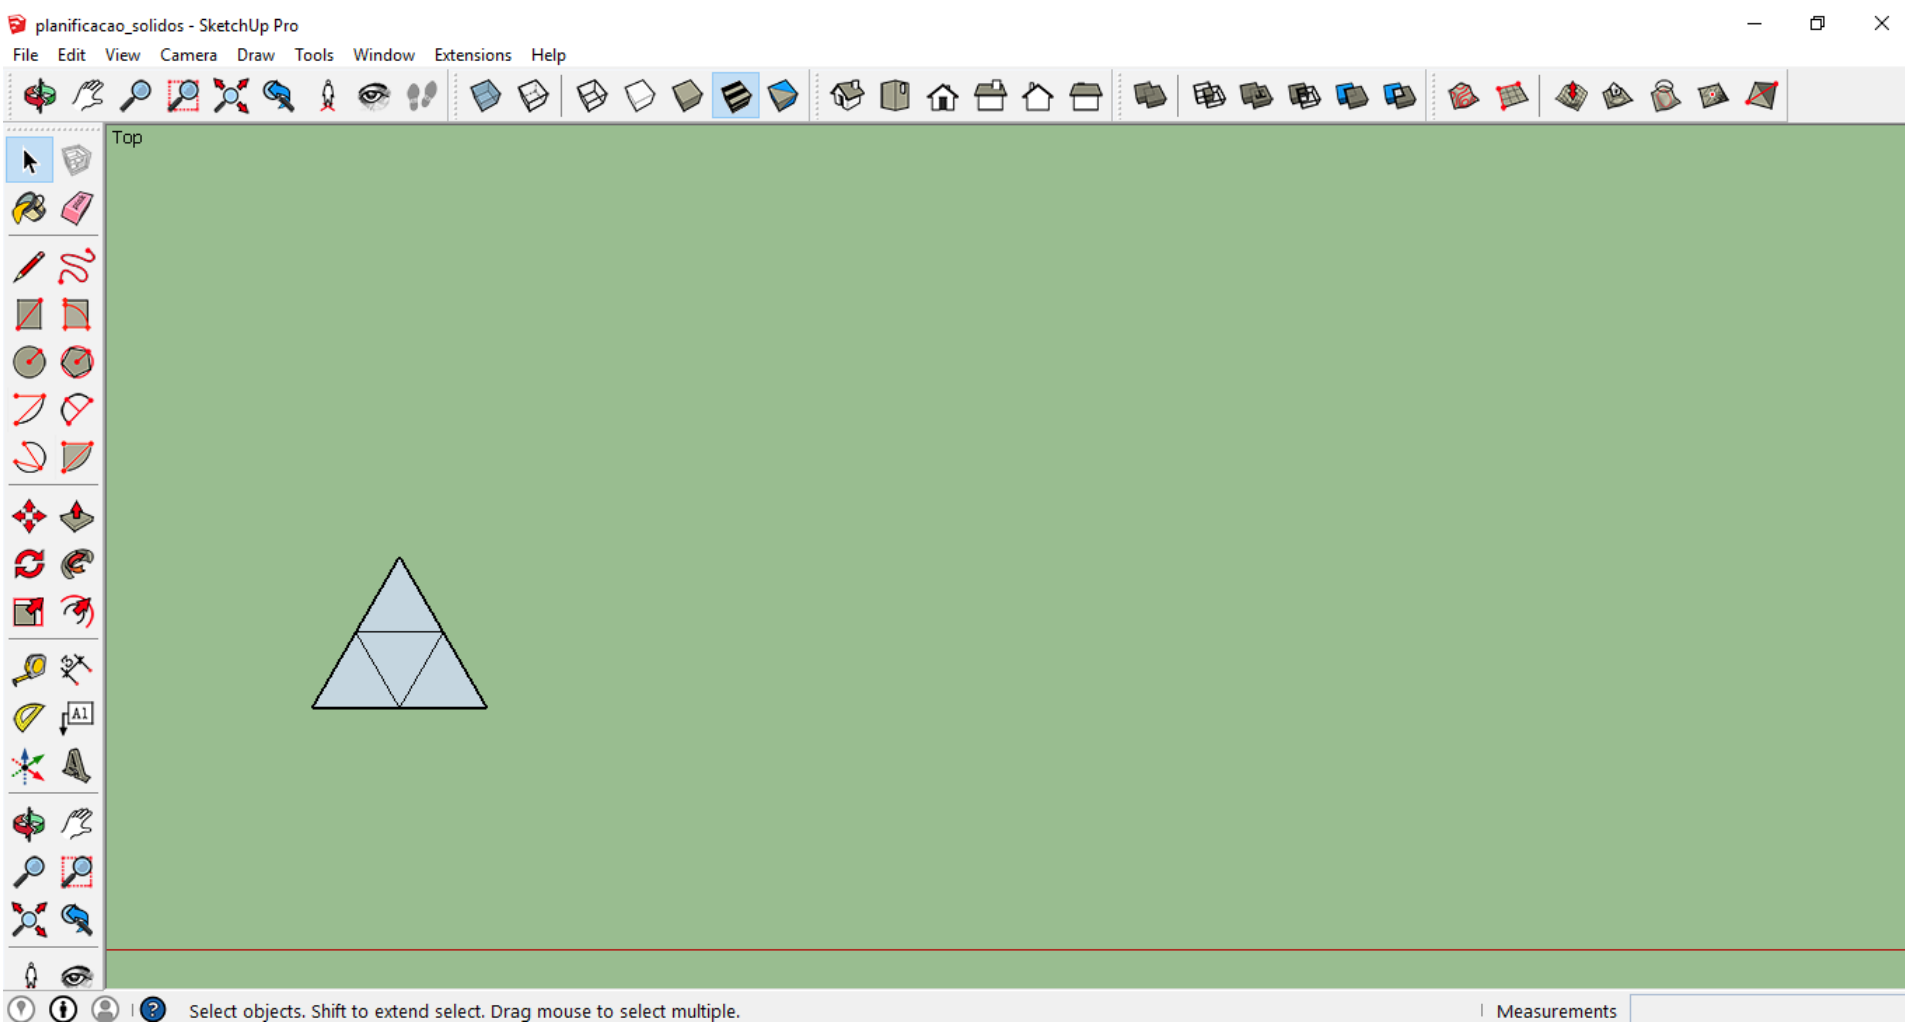 planificacao_solidos - SketchUp Pro
File Edit View Camera Draw Tools Window Extensions Help
Top
A1
Select objects. Shift to extend select. Drag mouse to select multiple.
Measurements